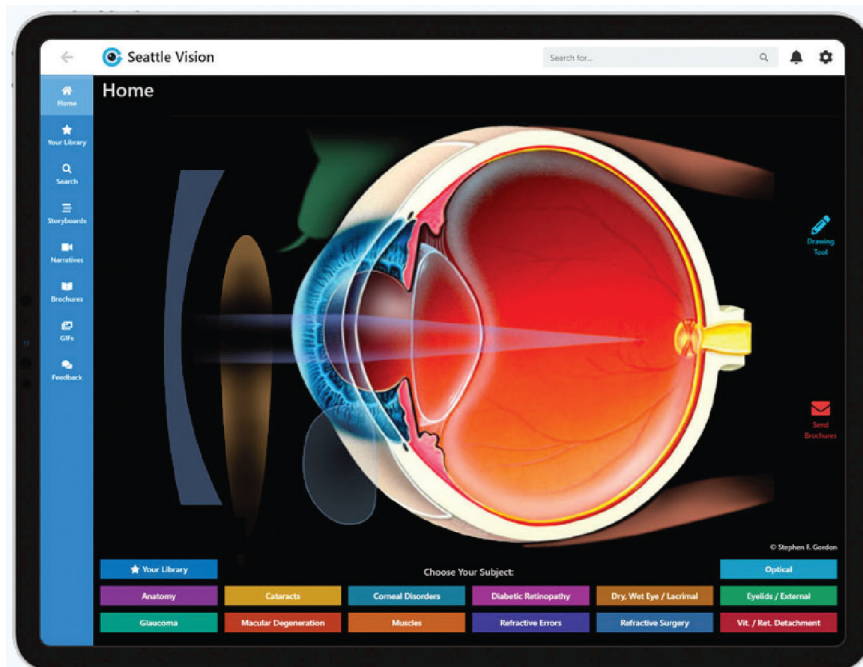 Seattle Vision
Search for...
Home
Home
Your Library
Search
Storyboards
Narratives
Brochures
GIFs
Feedback
Drawing
Tool
Send
Brochures
© Stephen F. Gordon
Your Library
Choose Your Subject:
Optical
Anatomy
Cataracts
Corneal Disorders
Diabetic Retinopathy
Dry, Wet Eye / Lacrimal
Eyelids / External
Glaucoma
Macular Degeneration
Muscles
Refractive Errors
Refractive Surgery
Vit. / Ret. Detachment